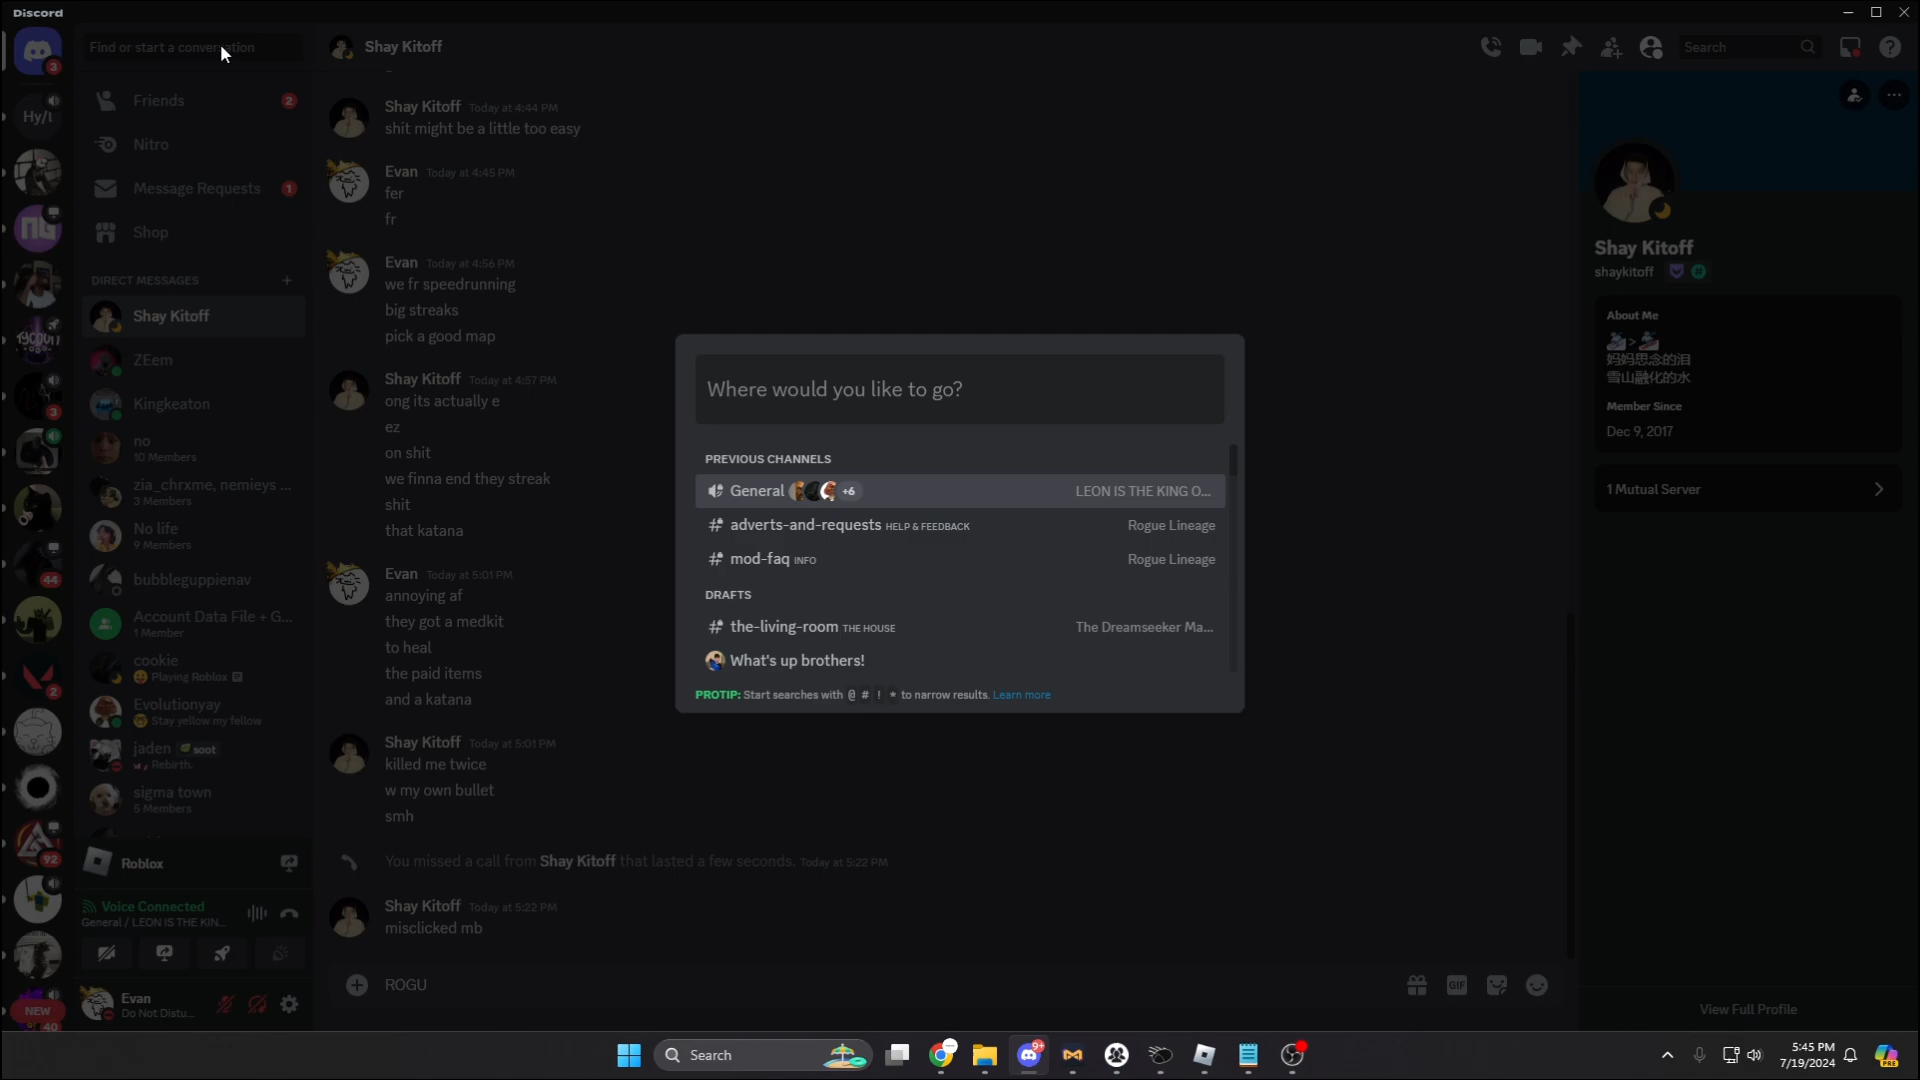 Discord
Find or start a conversation
Shay Kitoff
Search
3
Friends
2
Nitro
Message Requests
1
Shop
DIRECT MESSAGES
+
Shay Kitoff
ZEem
Kingkeaton
no
10 Members
zia_chrxme, nemieys ...
3 Members
No life
9 Members
bubbleguppienav
Account Data File + G...
1 Member
cookie
Playing Roblox
Evolutionyay
Stay yellow my fellow
jaden soot
Rebirth.
sigma town
5 Members
Roblox
Voice Connected
General / LEON IS THE KIN...
Evan
Do Not Distu...
Hy/l
3
44
2
92
NEW
40
Shay Kitoff Today at 4:44 PM
shit might be a little too easy
Evan Today at 4:45 PM
fer
fr
Evan Today at 4:56 PM
we fr speedrunning
big streaks
pick a good map
Shay Kitoff Today at 4:57 PM
ong its actually e
ez
on shit
we finna end they streak
shit
that katana
Evan Today at 5:01 PM
annoying af
they got a medkit
to heal
the paid items
and a katana
Shay Kitoff Today at 5:01 PM
killed me twice
w my own bullet
smh
You missed a call from Shay Kitoff that lasted a few seconds. Today at 5:22 PM
Shay Kitoff Today at 5:22 PM
misclicked mb
ROGU
GIF
Where would you like to go?
PREVIOUS CHANNELS
General +6 LEON IS THE KING O...
adverts-and-requests HELP & FEEDBACK Rogue Lineage
mod-faq INFO Rogue Lineage
DRAFTS
the-living-room THE HOUSE The Dreamseeker Ma...
What's up brothers!
PROTIP: Start searches with @ # ! * to narrow results. Learn more
Shay Kitoff
shaykitoff
About Me
>
妈妈思念的泪
雪山融化的水
Member Since
Dec 9, 2017
1 Mutual Server
View Full Profile
Search
9+
5:45 PM
7/19/2024
PRE